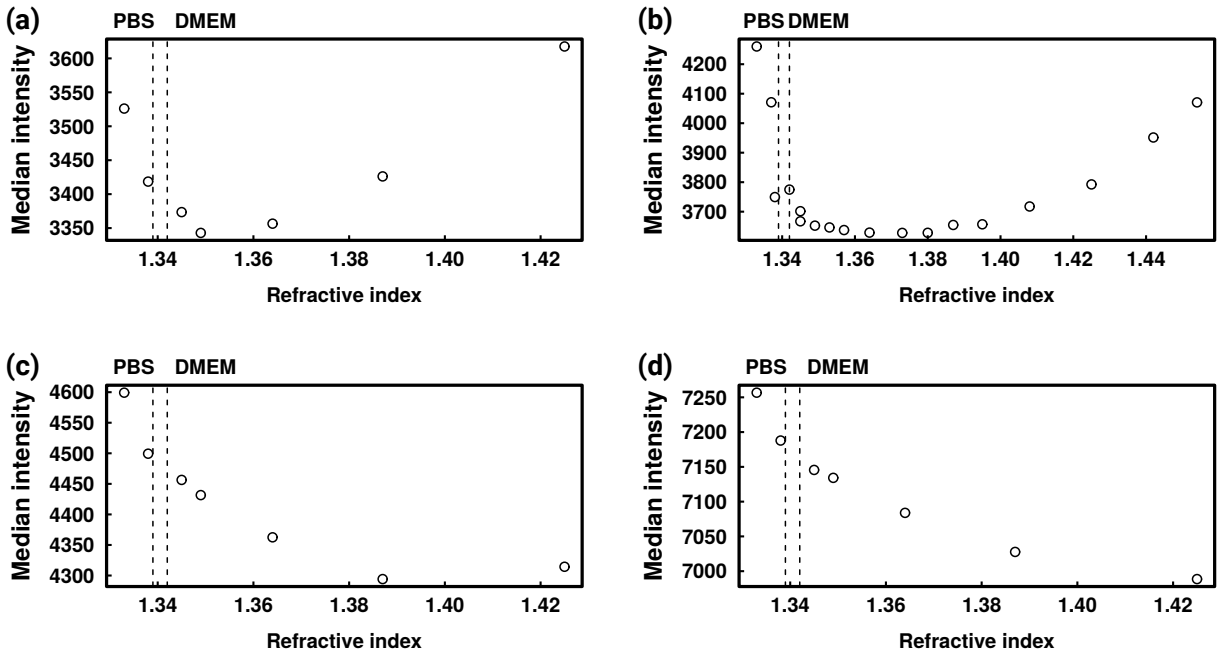 (a) PBS DMEM
Median intensity
3600
3550
3500
3450
3400
3350
1.34 1.36 1.38 1.40 1.42
Refractive index
(b) PBS DMEM
Median intensity
4200
4100
4000
3900
3800
3700
1.34 1.36 1.38 1.40 1.42 1.44
Refractive index
(c) PBS DMEM
Median intensity
4600
4550
4500
4450
4400
4350
4300
1.34 1.36 1.38 1.40 1.42
Refractive index
(d) PBS DMEM
Median intensity
7250
7200
7150
7100
7050
7000
1.34 1.36 1.38 1.40 1.42
Refractive index